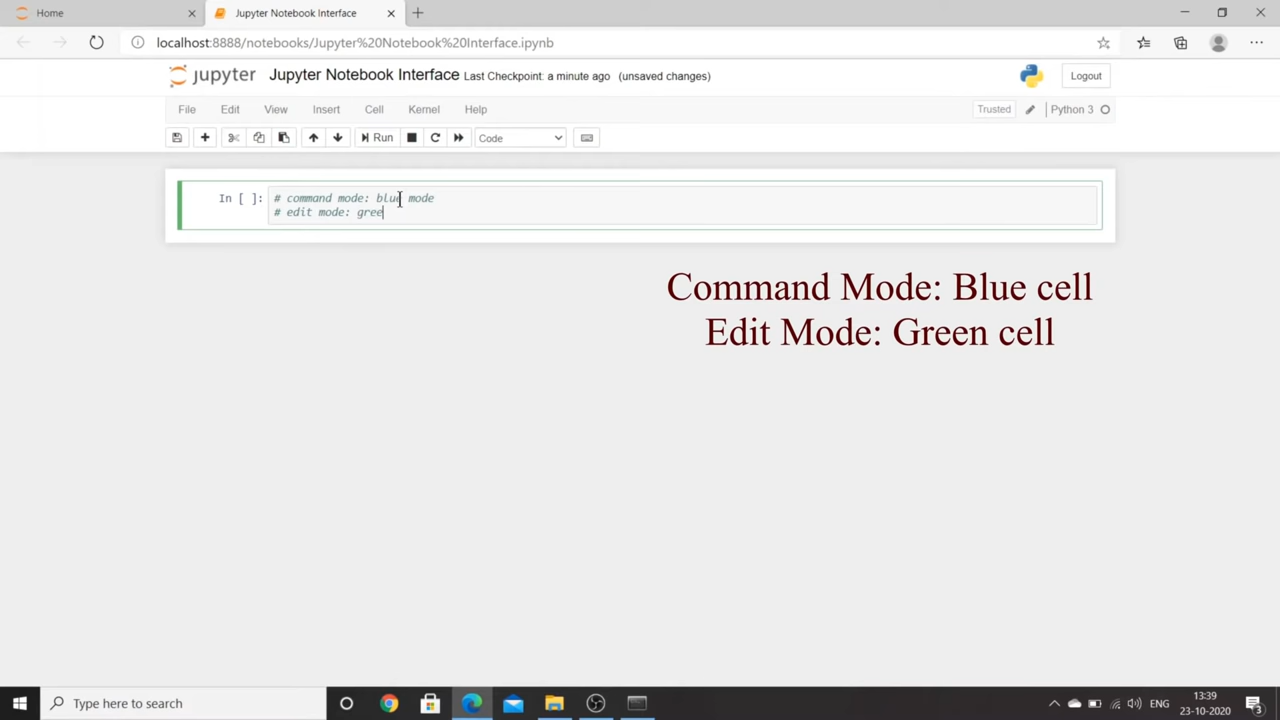 Home
Jupyter Notebook Interface
localhost:8888/notebooks/Jupyter%20Notebook%20Interface.ipynb
jupyter Jupyter Notebook Interface Last Checkpoint: a minute ago (unsaved changes)
Logout
File Edit View Insert Cell Kernel Help
Trusted
Python 3
Run
Code
In [ ]: # command mode: blue mode
# edit mode: gree
Command Mode: Blue cell
Edit Mode: Green cell
Type here to search
ENG
13:39
23-10-2020
3